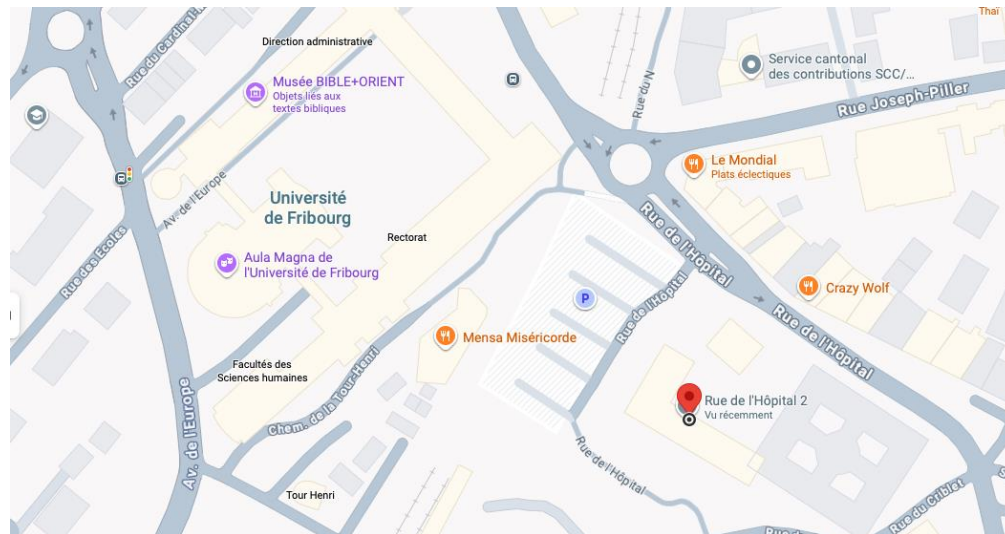 Thaï
Direction administrative
Rue du Cardinal-M
Musée BIBLE+ORIENT
Objets liés aux
textes bibliques
Service cantonal
des contributions SCC/...
Rue du N
Rue Joseph-Piller
Le Mondial
Plats éclectiques
Av. de l'Europe
Université
de Fribourg
Rectorat
Rue des Écoles
Aula Magna de
l'Université de Fribourg
Rue de l'Hôpital
Rue de l'Hôpital
P
Crazy Wolf
Rue de l'Hôpital
Mensa Miséricorde
Facultés des
Sciences humaines
Chem. de la Tour-Henri
Av. de l'Europe
Rue de l'Hôpital 2
Vu récemment
Rue de l'Hôpital
Tour Henri
Rue du Criblet